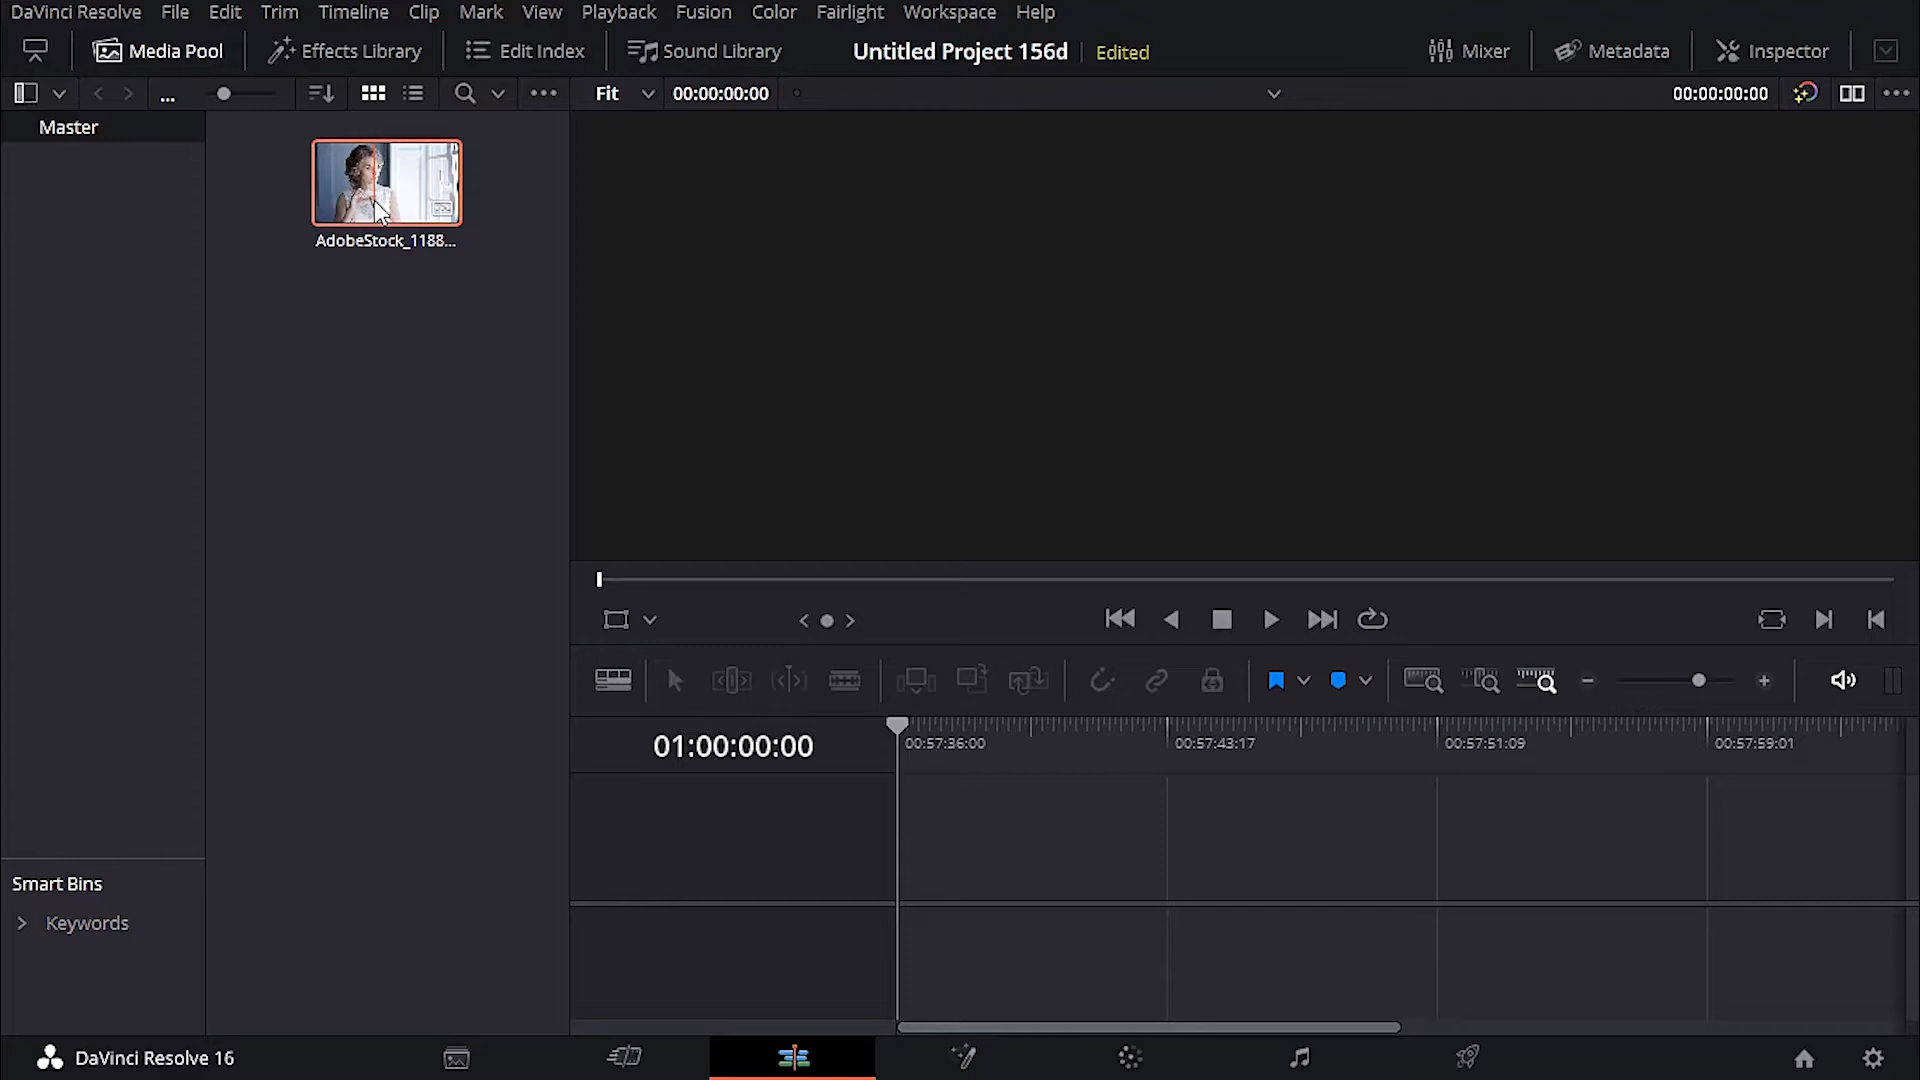 DaVinci Resolve File Edit Trim Timeline Clip Mark View Playback Fusion Color Fairlight Workspace Help
Media Pool Effects Library Edit Index Sound Library Untitled Project 156d Edited Mixer Metadata Inspector
... Fit 00:00:00:00 00:00:00:00
Master
AdobeStock_1188...
01:00:00:00
00:57:36:00 00:57:43:17 00:57:51:09 00:57:59:01
Smart Bins
Keywords
DaVinci Resolve 16